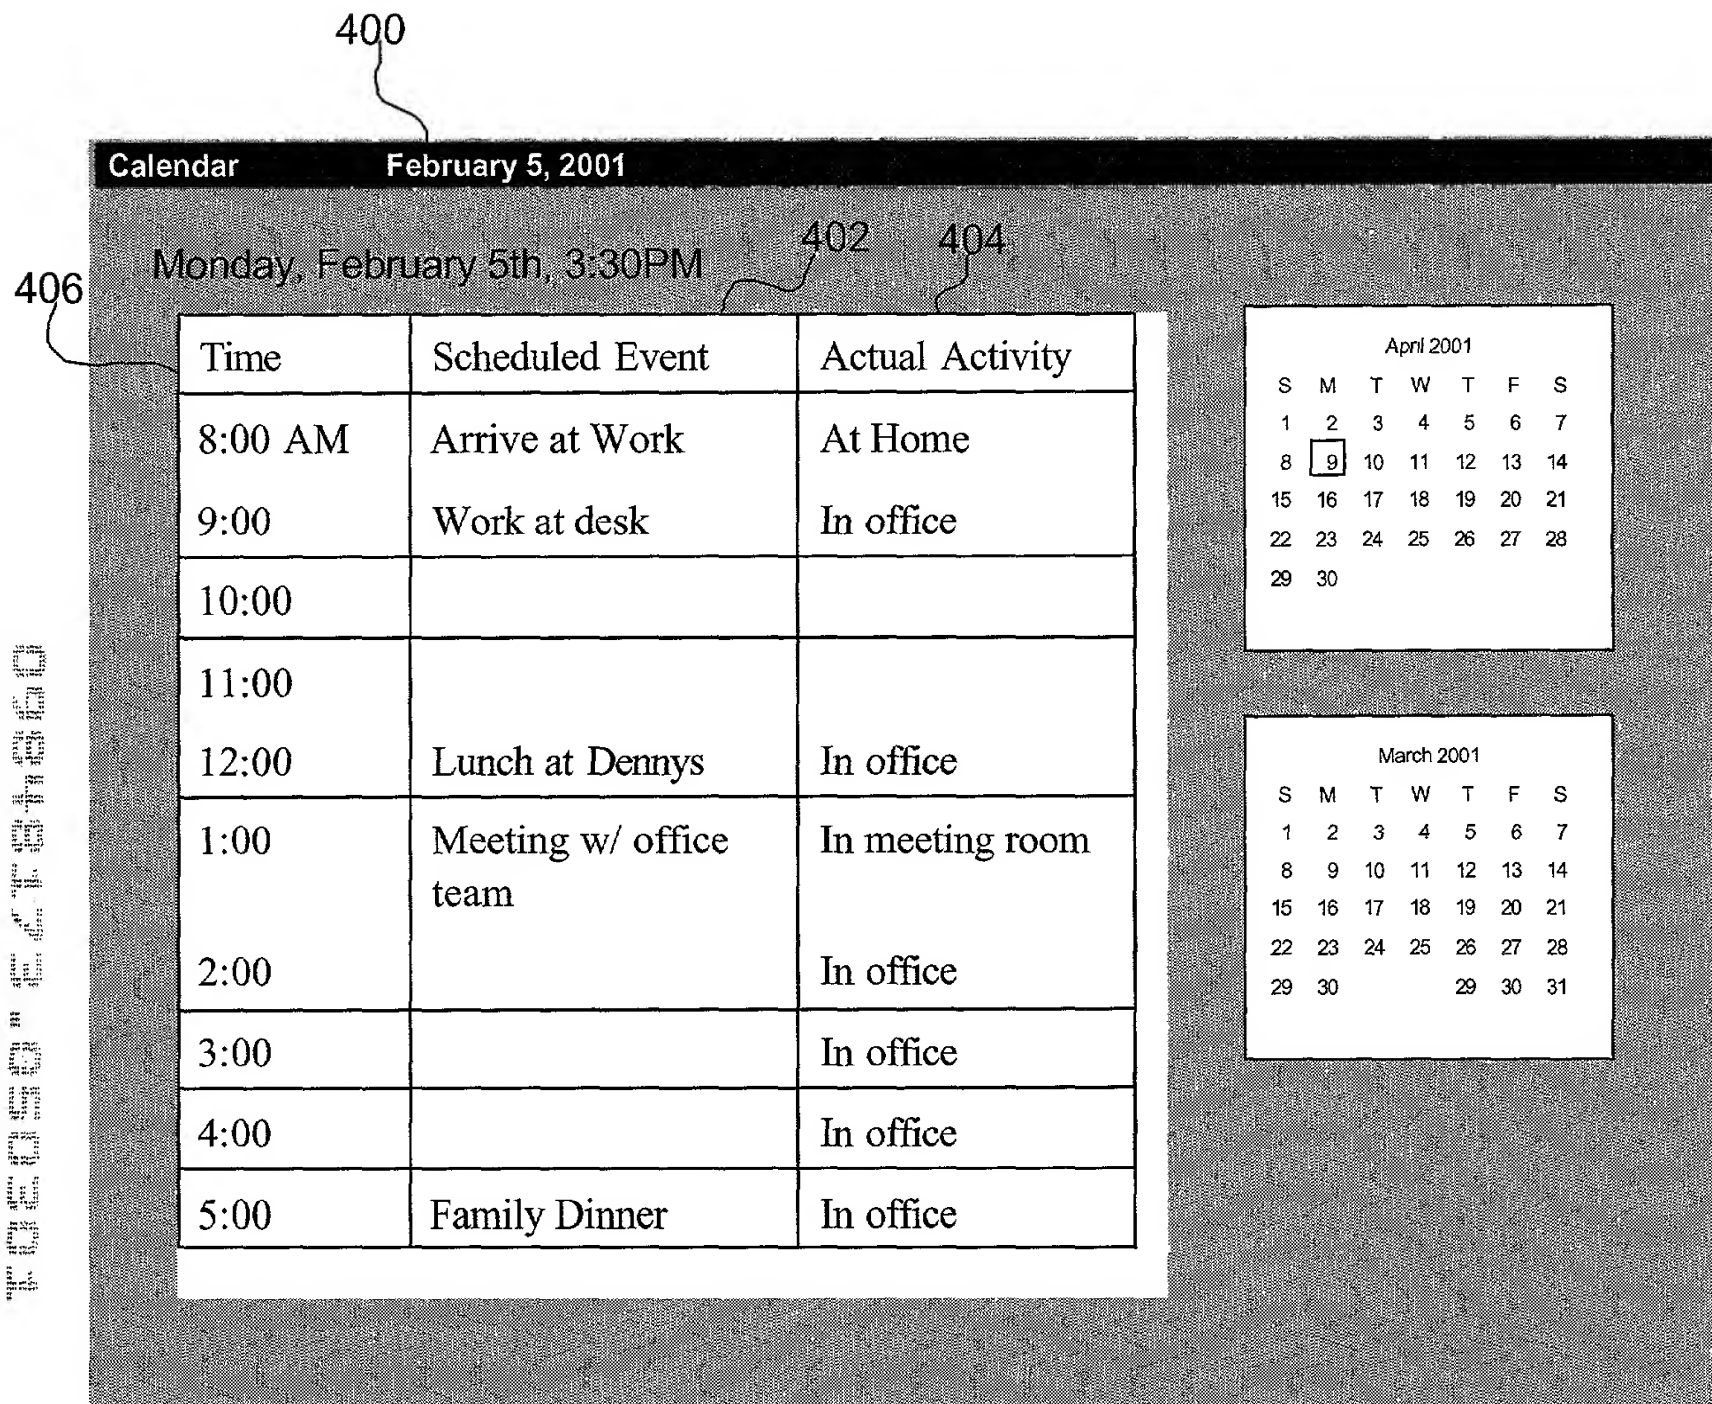 400
Calendar February 5, 2001
402 404
Monday, February 5th, 3:30PM
406
Time Scheduled Event Actual Activity
8:00 AM Arrive at Work At Home
9:00 Work at desk In office
10:00
11:00
12:00 Lunch at Dennys In office
1:00 Meeting w/ office In meeting room
team
2:00 In office
3:00 In office
4:00 In office
5:00 Family Dinner In office
April 2001
S M T W T F S
1 2 3 4 5 6 7
8 9 10 11 12 13 14
15 16 17 18 19 20 21
22 23 24 25 26 27 28
29 30
March 2001
S M T W T F S
1 2 3 4 5 6 7
8 9 10 11 12 13 14
15 16 17 18 19 20 21
22 23 24 25 26 27 28
29 30 29 30 31